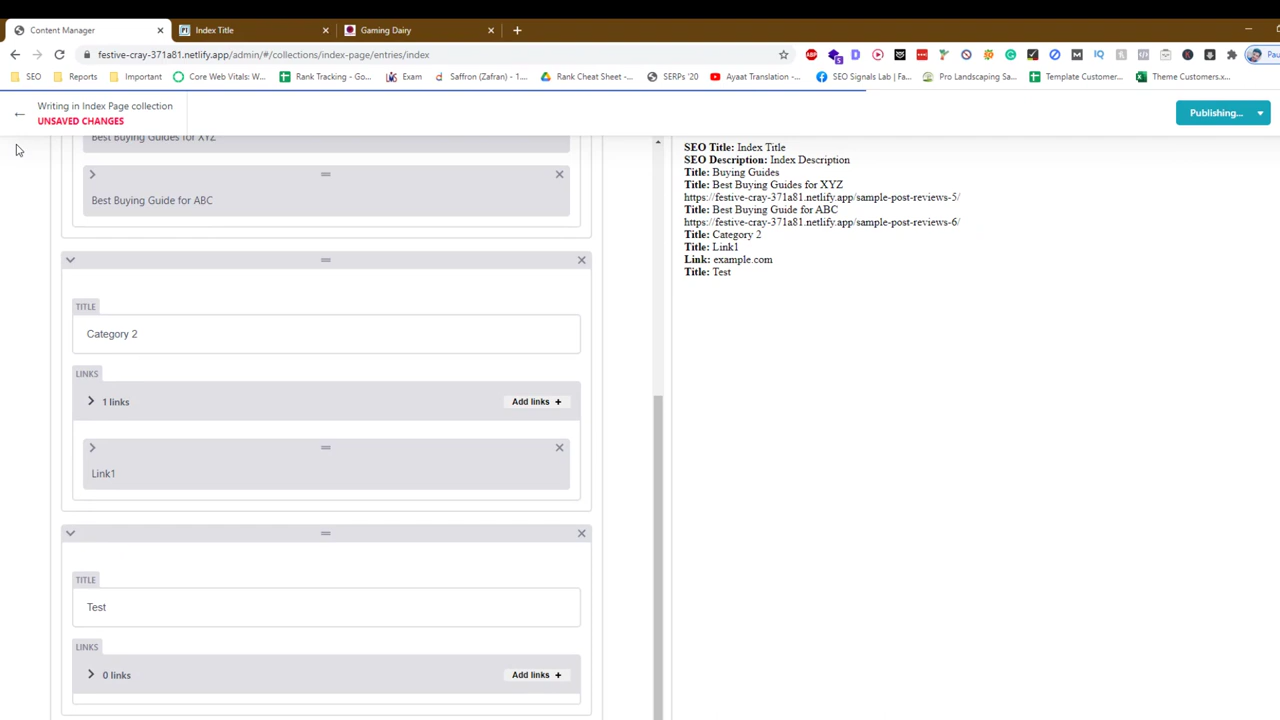 Content Manager
Index Title
Gaming Dairy
festive-cray-371a81.netlify.app/admin/#/collections/index-page/entries/index
Pau
SEO
Reports
Important
Core Web Vitals: W...
Rank Tracking - Go...
Exam
Saffron (Zafran) - 1....
Rank Cheat Sheet -...
SERPs '20
Ayaat Translation -...
SEO Signals Lab | Fa...
Pro Landscaping Sa...
Template Customer...
Theme Customers.x...
Writing in Index Page collection
UNSAVED CHANGES
Publishing...
Best Buying Guides for XYZ
Best Buying Guide for ABC
TITLE
Category 2
LINKS
1 links
Add links +
Link1
TITLE
Test
LINKS
0 links
Add links +
SEO Title: Index Title
SEO Description: Index Description
Title: Buying Guides
Title: Best Buying Guides for XYZ
https://festive-cray-371a81.netlify.app/sample-post-reviews-5/
Title: Best Buying Guide for ABC
https://festive-cray-371a81.netlify.app/sample-post-reviews-6/
Title: Category 2
Title: Link1
Link: example.com
Title: Test